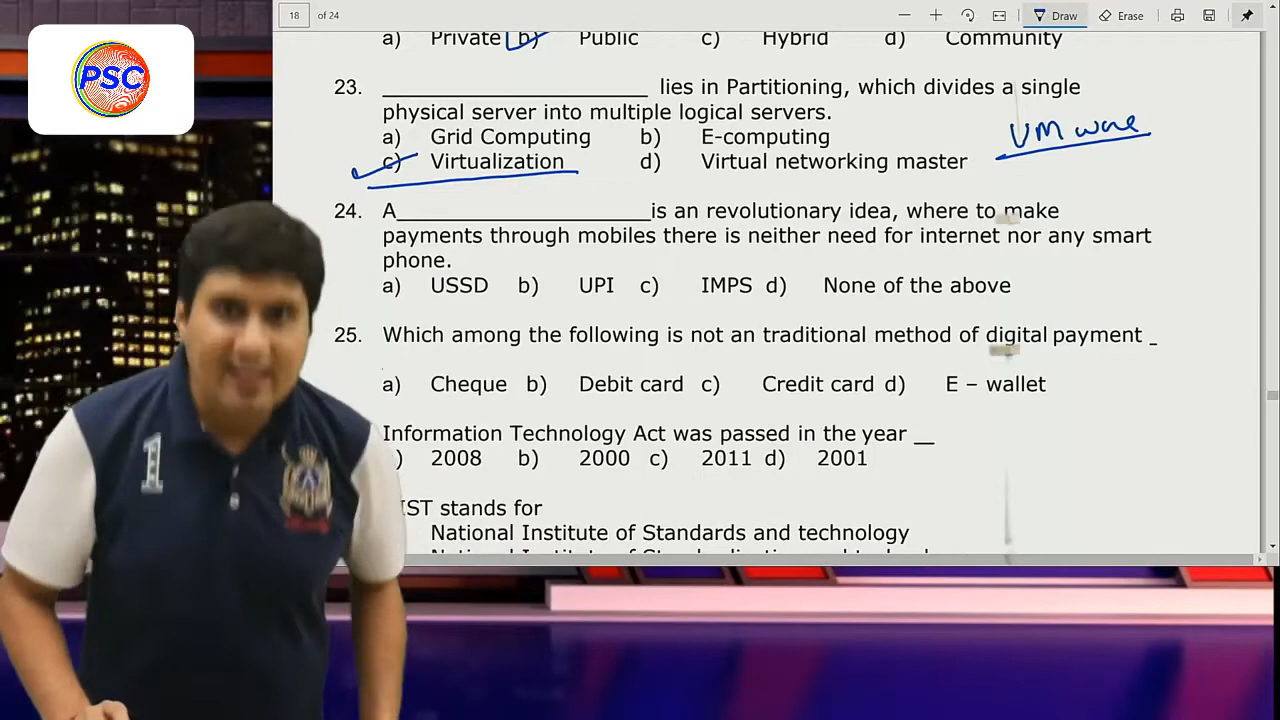 18 of 24
Draw
Erase
PSC
a) Private b) Public c) Hybrid d) Community
23. ______________________ lies in Partitioning, which divides a single
physical server into multiple logical servers.
a) Grid Computing b) E-computing
c) Virtualization d) Virtual networking master
VM ware
24. A_____________________is an revolutionary idea, where to make
payments through mobiles there is neither need for internet nor any smart
phone.
a) USSD b) UPI c) IMPS d) None of the above
25. Which among the following is not an traditional method of digital payment _
a) Cheque b) Debit card c) Credit card d) E – wallet
Information Technology Act was passed in the year __
) 2008 b) 2000 c) 2011 d) 2001
IST stands for
National Institute of Standards and technology
1